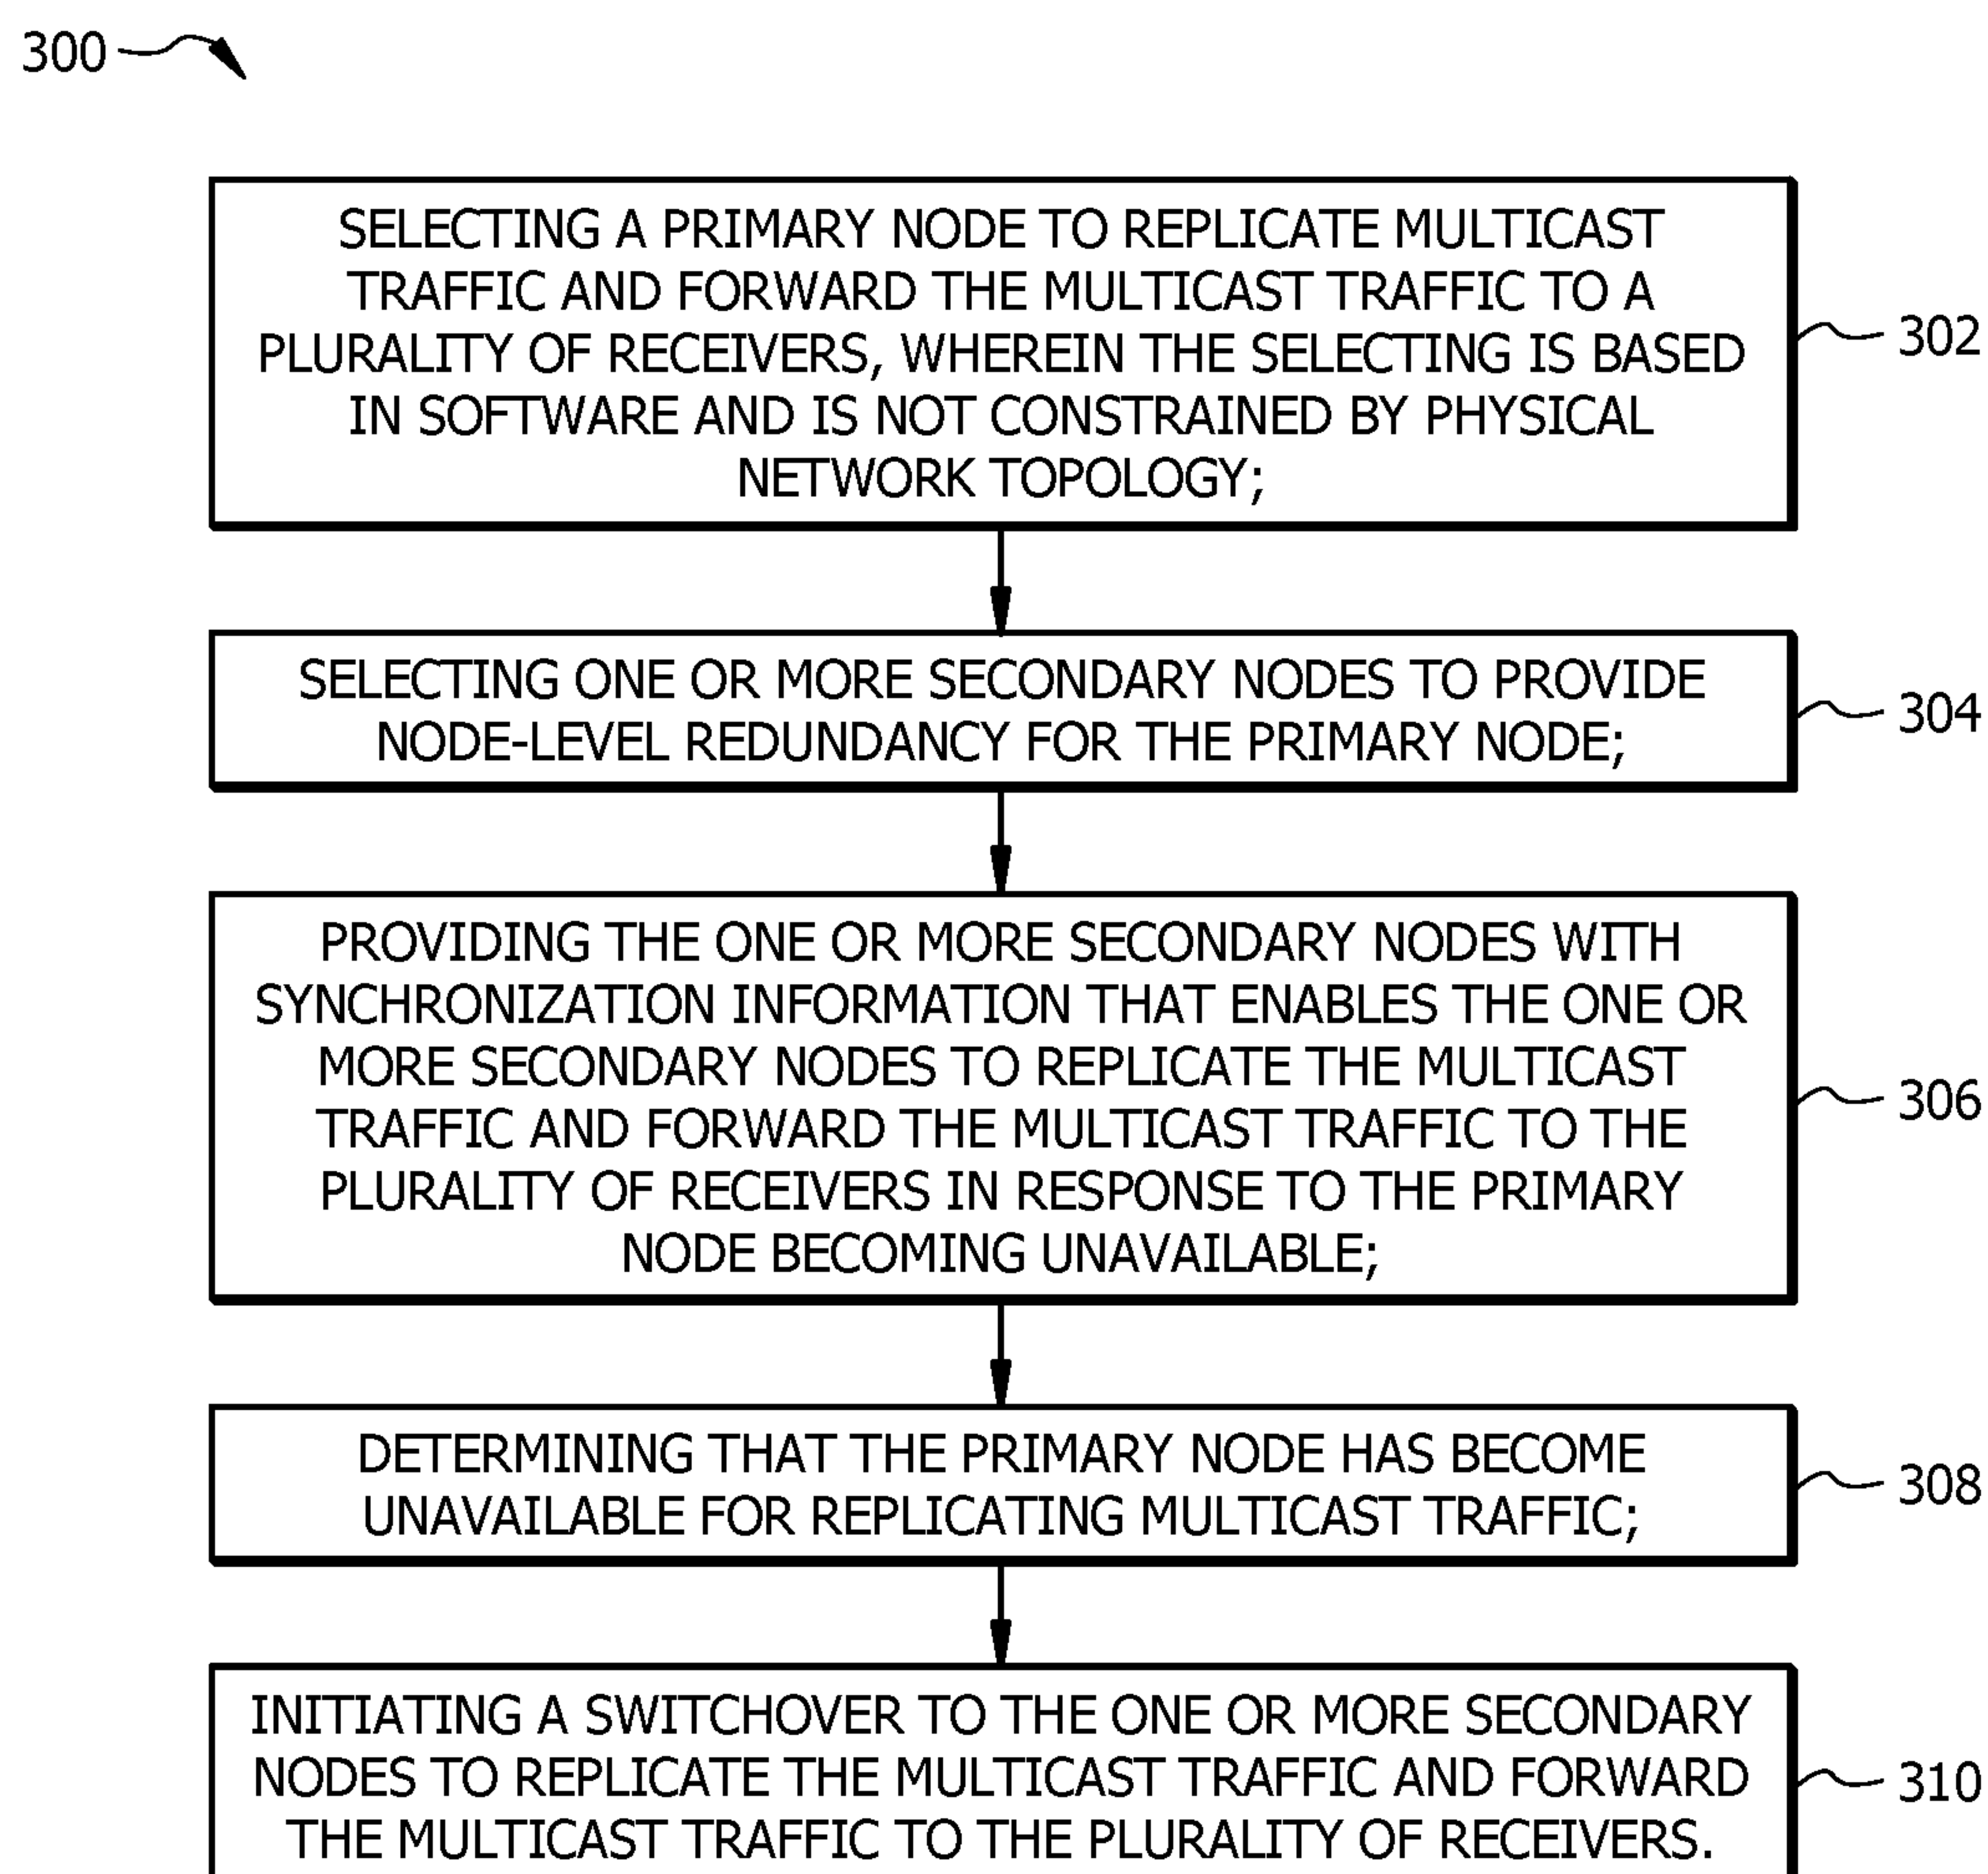 300
SELECTING A PRIMARY NODE TO REPLICATE MULTICAST
TRAFFIC AND FORWARD THE MULTICAST TRAFFIC TO A
PLURALITY OF RECEIVERS, WHEREIN THE SELECTING IS BASED
IN SOFTWARE AND IS NOT CONSTRAINED BY PHYSICAL
NETWORK TOPOLOGY;
302
SELECTING ONE OR MORE SECONDARY NODES TO PROVIDE
NODE-LEVEL REDUNDANCY FOR THE PRIMARY NODE;
304
PROVIDING THE ONE OR MORE SECONDARY NODES WITH
SYNCHRONIZATION INFORMATION THAT ENABLES THE ONE OR
MORE SECONDARY NODES TO REPLICATE THE MULTICAST
TRAFFIC AND FORWARD THE MULTICAST TRAFFIC TO THE
PLURALITY OF RECEIVERS IN RESPONSE TO THE PRIMARY
NODE BECOMING UNAVAILABLE;
306
DETERMINING THAT THE PRIMARY NODE HAS BECOME
UNAVAILABLE FOR REPLICATING MULTICAST TRAFFIC;
308
INITIATING A SWITCHOVER TO THE ONE OR MORE SECONDARY
NODES TO REPLICATE THE MULTICAST TRAFFIC AND FORWARD
THE MULTICAST TRAFFIC TO THE PLURALITY OF RECEIVERS.
310